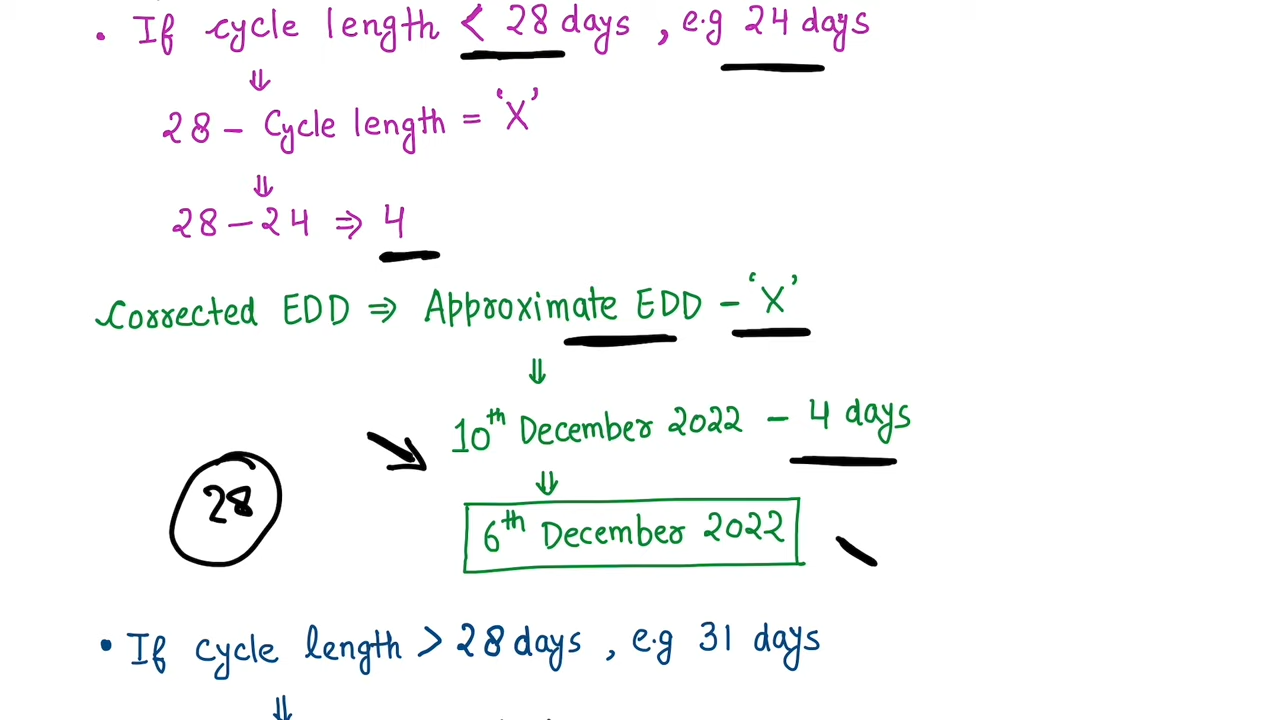 • If cycle length < 28 days , e.g 24 days
⇓
28 – Cycle length = 'X'
⇓
28 – 24 ⇒ 4
Corrected EDD ⇒ Approximate EDD – 'X'
⇓
10th December 2022 – 4 days
⇓
28
6th December 2022
• If cycle length > 28 days , e.g 31 days
⇓